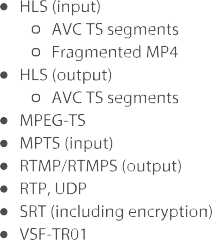 • HLS (input)
o AVC TS segments
o Fragmented MP4
• HLS (output)
o AVC TS segments
• MPEG-TS
• MPTS (input)
• RTMP/RTMPS (output)
• RTP, UDP
• SRT (including encryption)
• VSF-TR01